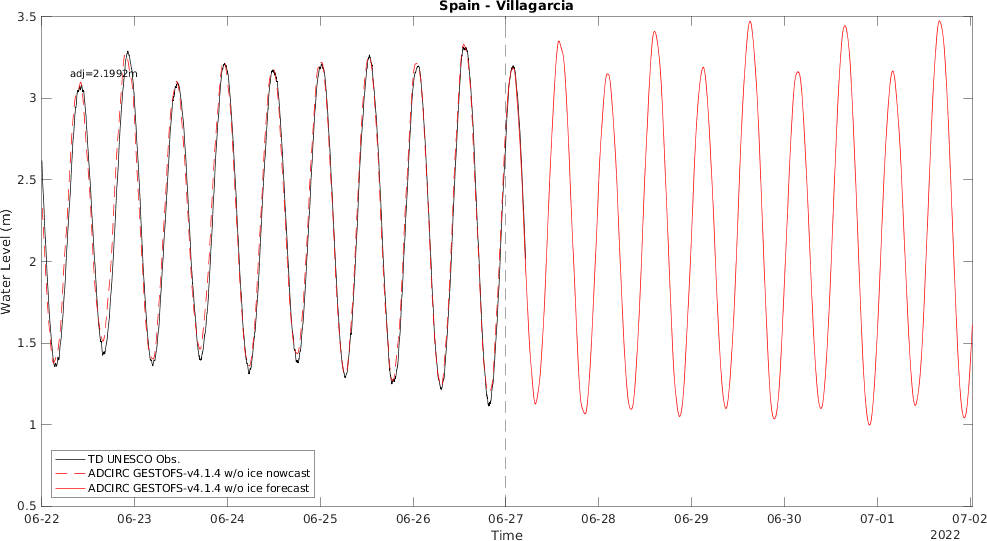 Spain - Villagarcia
adj=2.1992m
3.5
3
2.5
2
1.5
1
0.5
Water Level (m)
TD UNESCO Obs.
ADCIRC GESTOFS-v4.1.4 w/o ice nowcast
ADCIRC GESTOFS-v4.1.4 w/o ice forecast
06-22 06-23 06-24 06-25 06-26 06-27 06-28 06-29 06-30 07-01 07-02
Time
2022